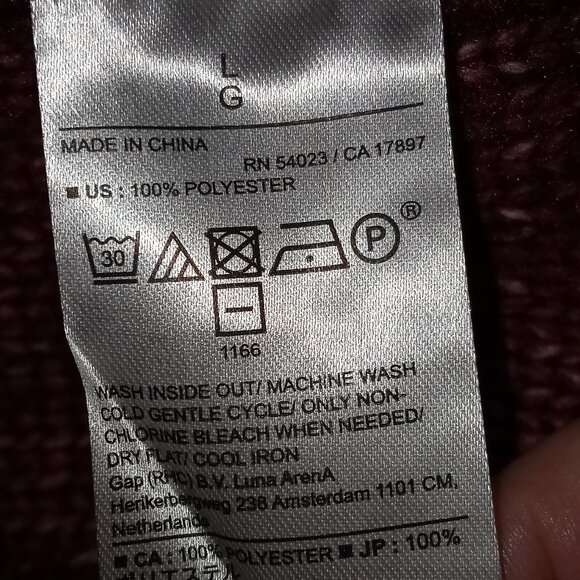 L
G
MADE IN CHINA
RN 54023 / CA 17897
■ US : 100% POLYESTER
30
P®
1166
WASH INSIDE OUT/ MACHINE WASH
COLD GENTLE CYCLE/ ONLY NON-
CHLORINE BLEACH WHEN NEEDED/
DRY FLAT/ COOL IRON
Gap (RHC) B.V. Luna ArenA
Herikerbergweg 238 Amsterdam 1101 CM,
Netherlands
■ CA : 100% POLYESTER ■ JP : 100%